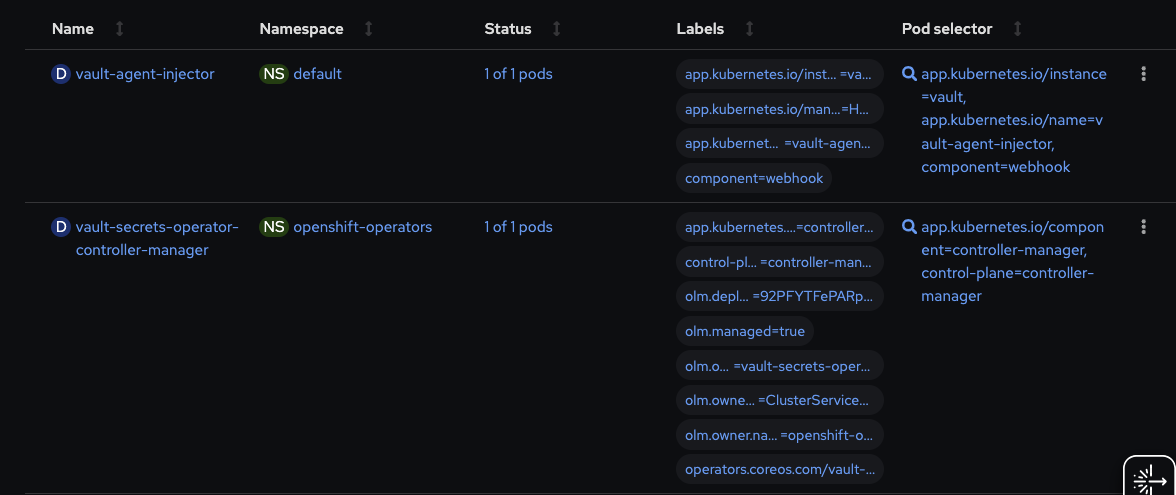 Name Namespace Status Labels Pod selector
D vault-agent-injector NS default 1 of 1 pods
app.kubernetes.io/inst... =va...
app.kubernetes.io/man...=H...
app.kubernet... =vault-agen...
component=webhook
app.kubernetes.io/instance
=vault,
app.kubernetes.io/name=v
ault-agent-injector,
component=webhook
D vault-secrets-operator-
controller-manager
NS openshift-operators 1 of 1 pods
app.kubernetes....=controller...
control-pl... =controller-man...
olm.depl... =92PFYTFePARp...
olm.managed=true
olm.o... =vault-secrets-oper...
olm.owne... =ClusterService...
olm.owner.na... =openshift-o...
operators.coreos.com/vault-...
app.kubernetes.io/compon
ent=controller-manager,
control-plane=controller-
manager